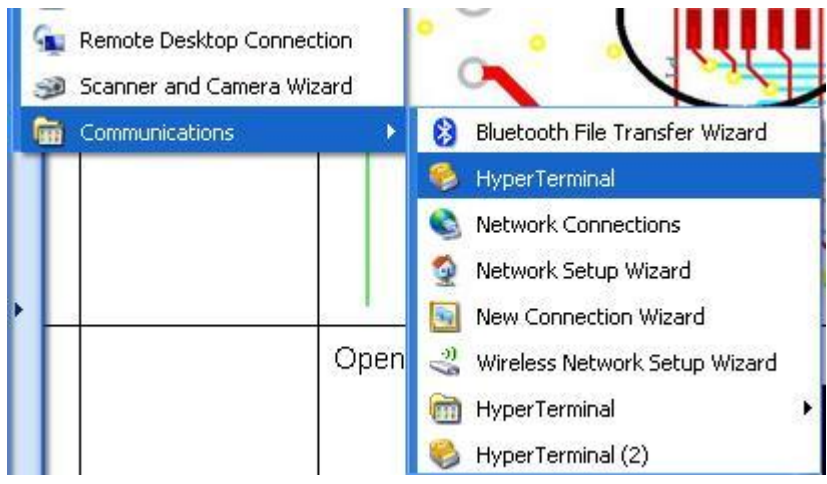 Remote Desktop Connection
Scanner and Camera Wizard
Communications
Bluetooth File Transfer Wizard
HyperTerminal
Network Connections
Network Setup Wizard
New Connection Wizard
Open
Wireless Network Setup Wizard
HyperTerminal
HyperTerminal (2)